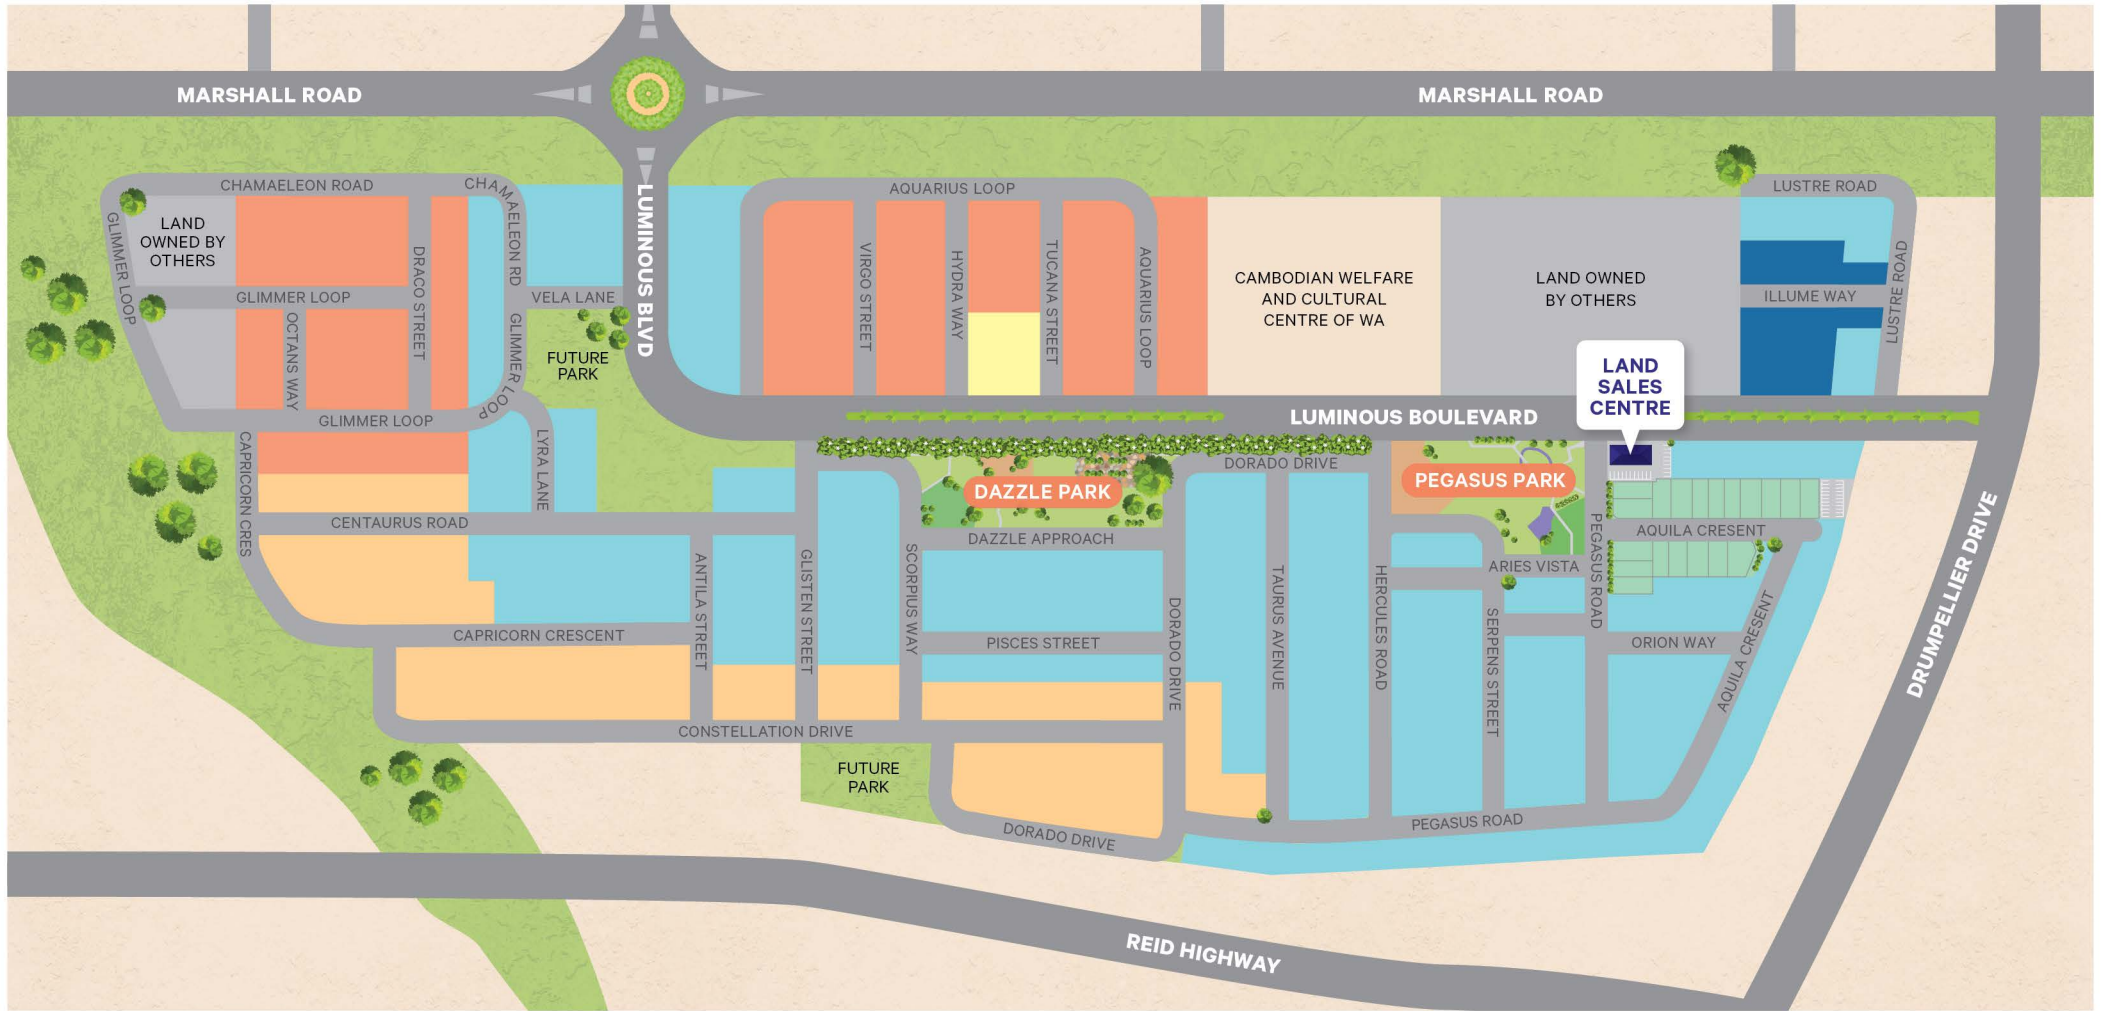 MARSHALL ROAD
MARSHALL ROAD
CHAMAELEON ROAD
CHAMAELEON RD
LUMINOUS BLVD
AQUARIUS LOOP
LUSTRE ROAD
GLIMMER LOOP
LAND
OWNED BY
OTHERS
DRACO STREET
VIRGO STREET
HYDRA WAY
TUCANA STREET
AQUARIUS LOOP
CAMBODIAN WELFARE
AND CULTURAL
CENTRE OF WA
LAND OWNED
BY OTHERS
LUSTRE ROAD
GLIMMER LOOP
VELA LANE
ILLUME WAY
OCTANS WAY
GLIMMER LOOP
FUTURE
PARK
LAND
SALES
CENTRE
GLIMMER LOOP
LUMINOUS BOULEVARD
CAPRICORN CRES
LYRA LANE
DORADO DRIVE
DAZZLE PARK
PEGASUS PARK
CENTAURUS ROAD
DAZZLE APPROACH
PEGASUS ROAD
AQUILA CRESENT
ANTILA STREET
GLISTEN STREET
SCORPIUS WAY
TAURUS AVENUE
HERCULES ROAD
ARIES VISTA
DRUMPELLIER DRIVE
CAPRICORN CRESCENT
PISCES STREET
DORADO DRIVE
SERPENS STREET
ORION WAY
AQUILA CRESENT
CONSTELLATION DRIVE
FUTURE
PARK
DORADO DRIVE
PEGASUS ROAD
REID HIGHWAY